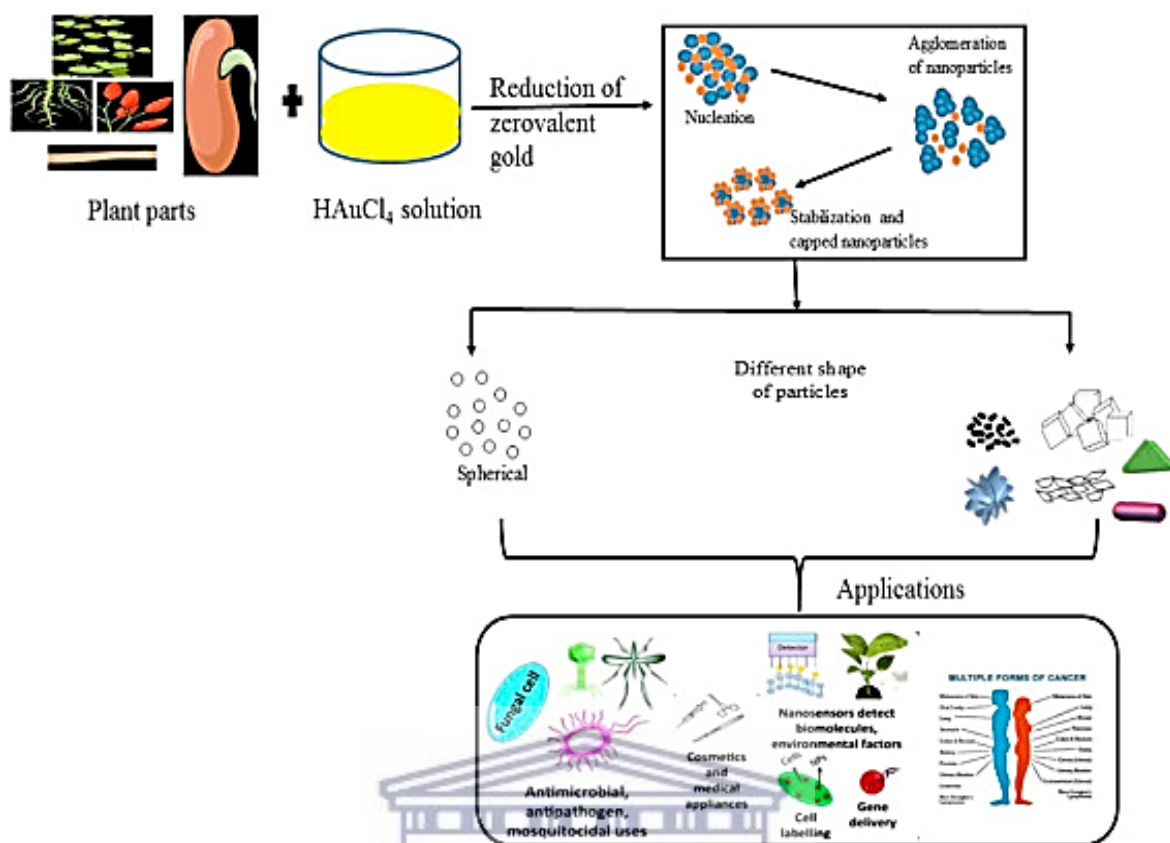 Plant parts
HAuCl₄ solution
Reduction of
zerovalent
gold
Nucleation
Agglomeration
of nanoparticles
Stabilization and
capped nanoparticles
Different shape
of particles
Spherical
Applications
Fungal cell
Antimicrobial,
antipathogen,
mosquitocidal uses
Cosmetics
and
medical
appliances
Detector
Nanosensors detect
biomolecules,
environmental factors
Cells
NPs
Cell
labelling
Gene
delivery
MULTIPLE FORMS OF CANCER